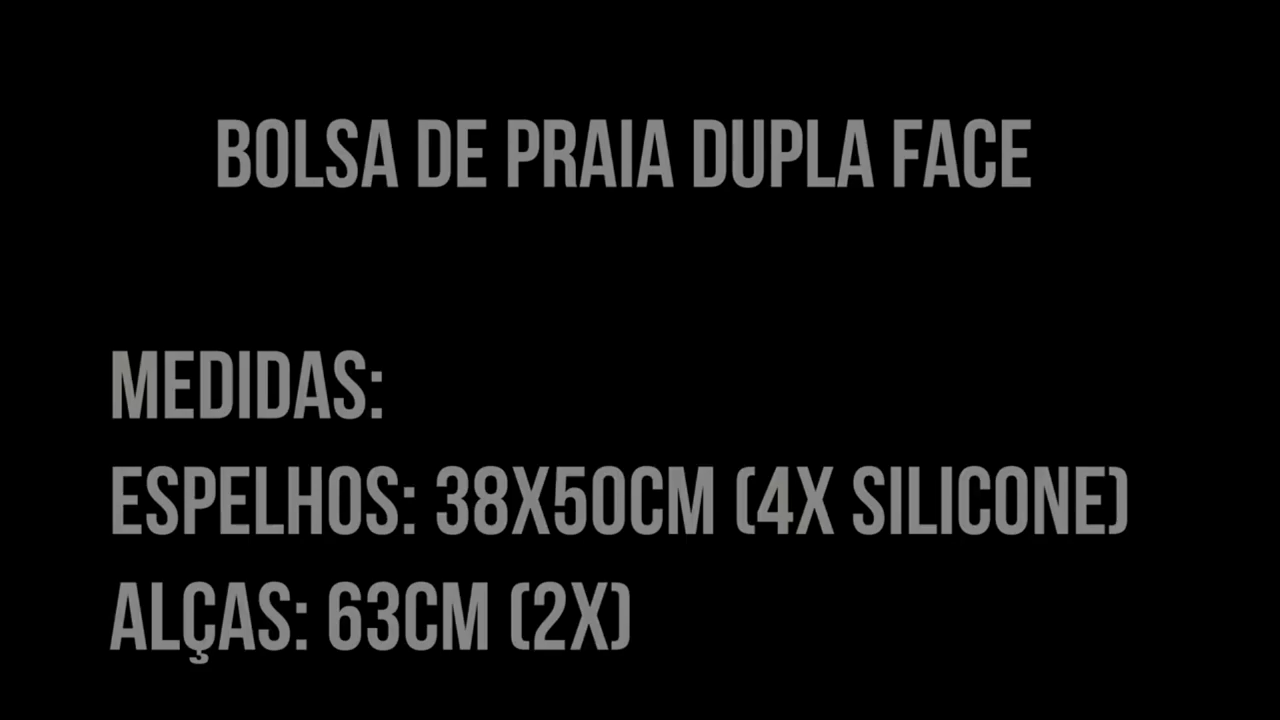 BOLSA DE PRAIA DUPLA FACE
MEDIDAS:
ESPELHOS: 38X50CM (4X SILICONE)
ALÇAS: 63CM (2X)